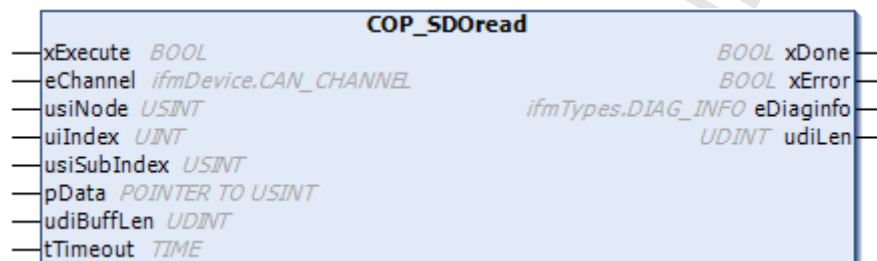 COP_SDOread
xExecute BOOL BOOL xDone
eChannel ifmDevice.CAN_CHANNEL BOOL xError
usiNode USINT ifmTypes.DIAG_INFO eDiaginfo
uiIndex UINT UDINT udiLen
usiSubIndex USINT
pData POINTER TO USINT
udiBuffLen UDINT
tTimeout TIME